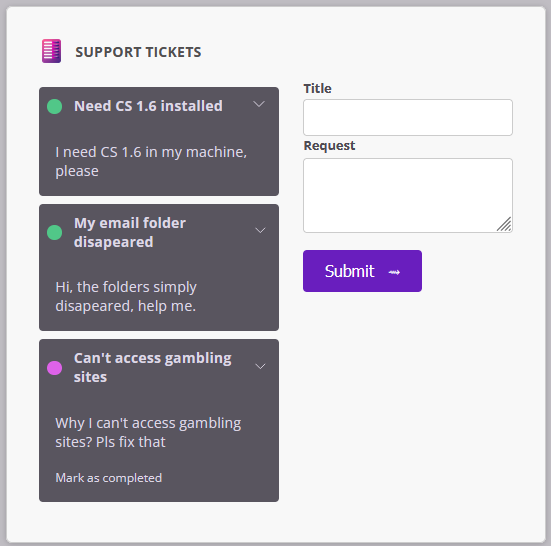 SUPPORT TICKETS
Need CS 1.6 installed
I need CS 1.6 in my machine,
please
My email folder
disapeared
Hi, the folders simply
disapeared, help me.
Can't access gambling
sites
Why I can't access gambling
sites? Pls fix that
Mark as completed
Title
Request
Submit ⇝